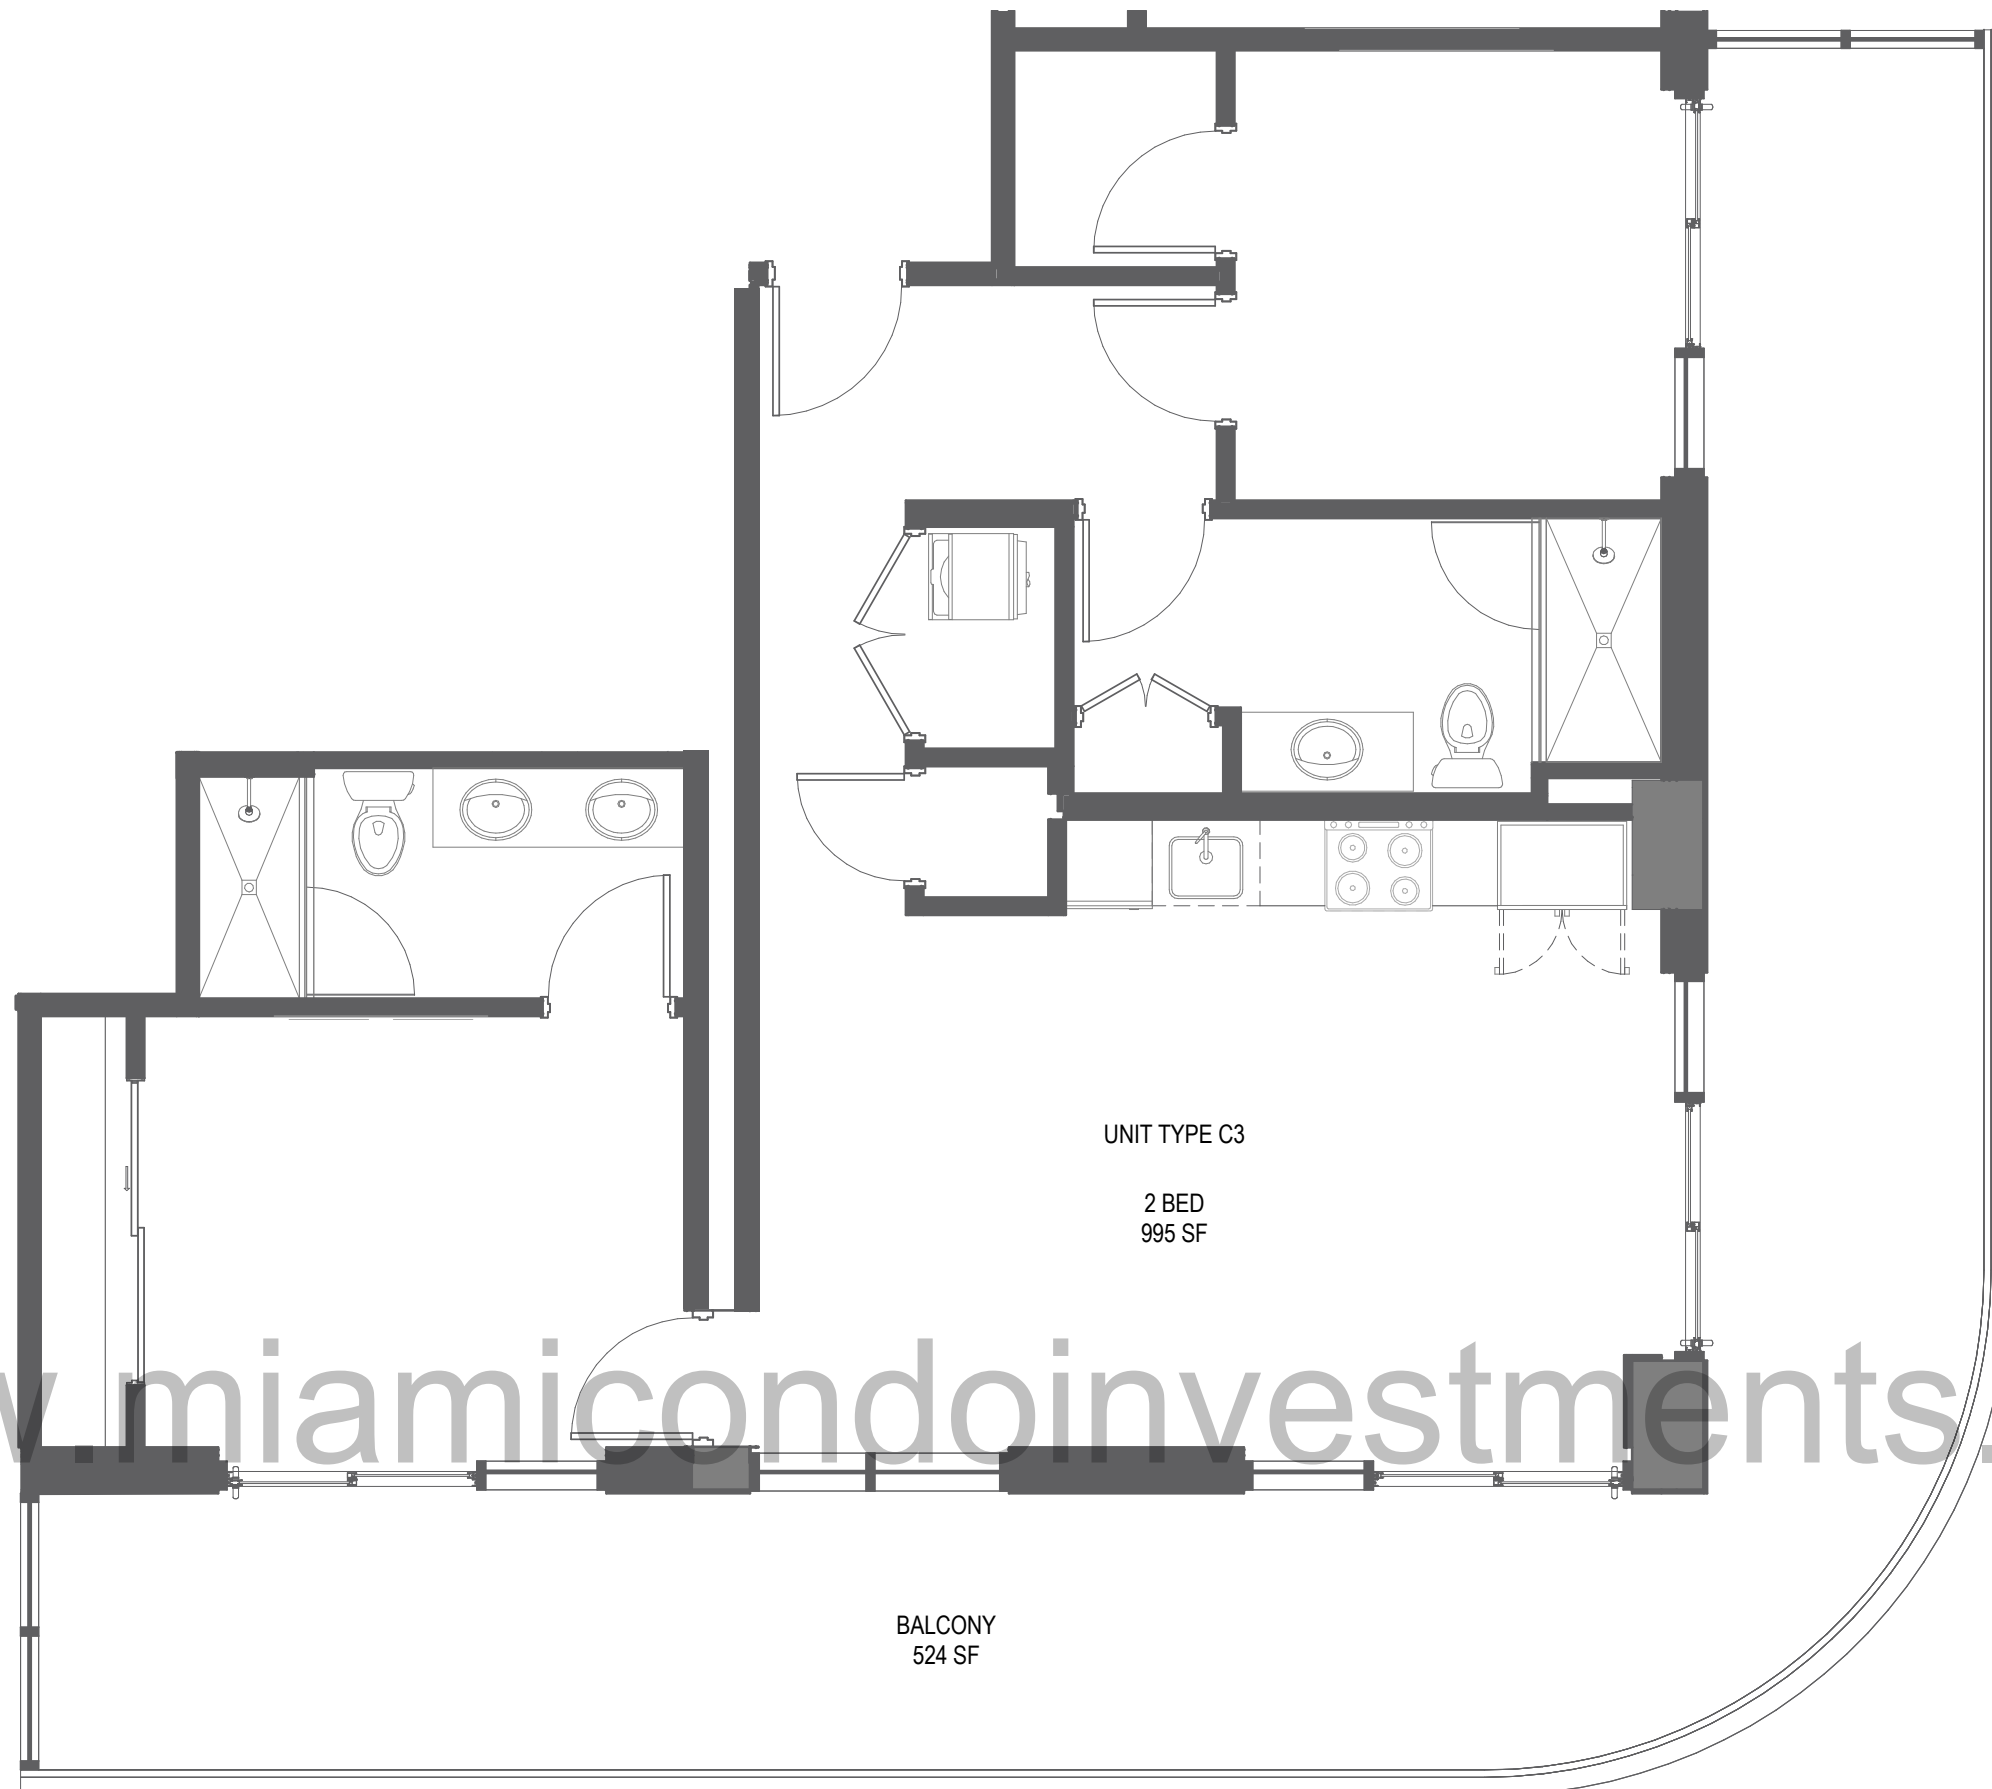 UNIT TYPE C3
2 BED
995 SF
w.miamicondoinvestments.
BALCONY
524 SF